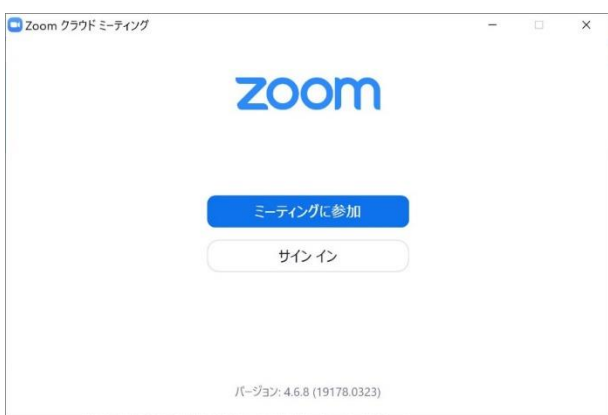 Zoom クラウド ミーティング
zoom
ミーティングに参加
サイン イン
バージョン: 4.6.8 (19178.0323)